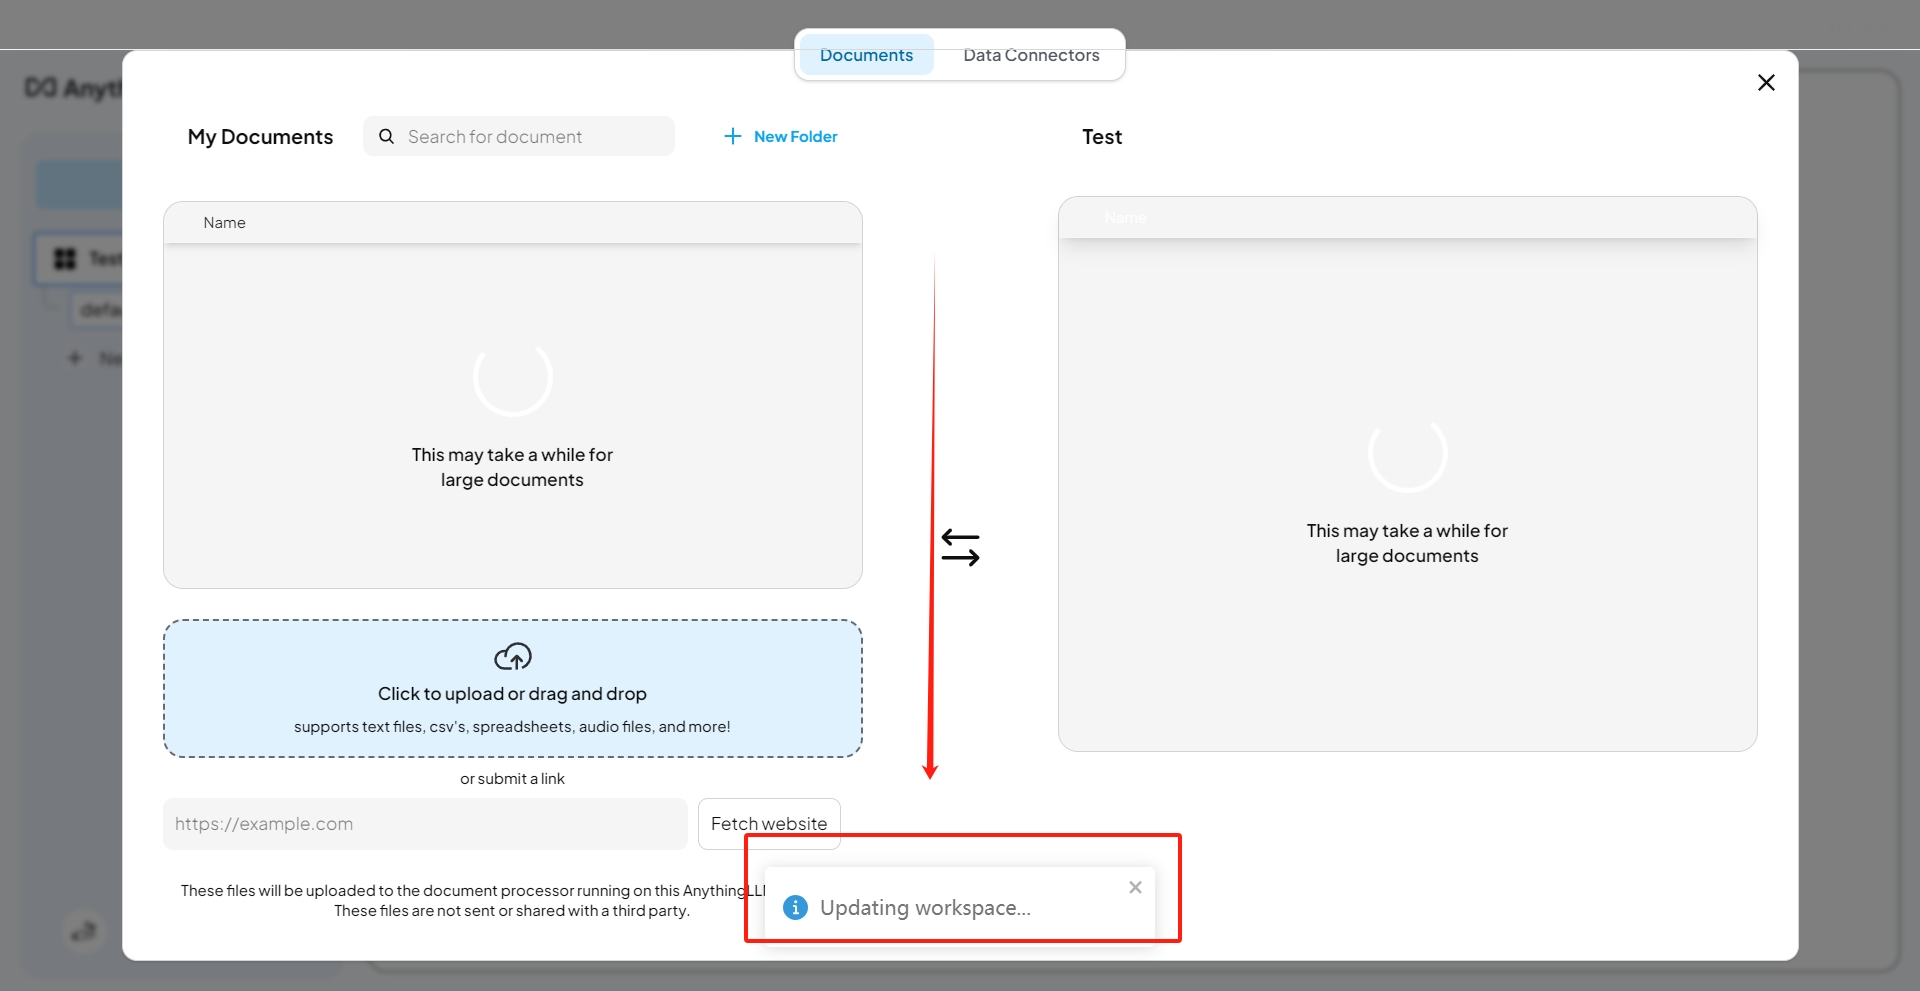 Documents
Data Connectors
Anyth
My Documents
Search for document
New Folder
Test
Name
Name
Test
defau
Ne
This may take a while for
large documents
This may take a while for
large documents
Click to upload or drag and drop
supports text files, csv's, spreadsheets, audio files, and more!
or submit a link
https://example.com
Fetch website
These files will be uploaded to the document processor running on this AnythingLL
These files are not sent or shared with a third party.
Updating workspace...